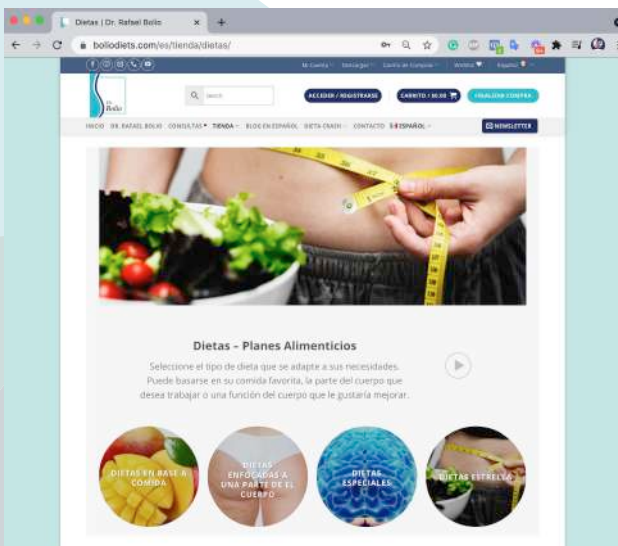 Dietas | Dr. Rafael Bolio
boliodiets.com/es/tienda/dietas/
Mi Cuenta Descargar Carrito de Compras Wishlist Español
Bolio
Search
ACCEDER / REGISTRARSE
CARRITO / $0.00
FINALIZAR COMPRA
INICIO DR. RAFAEL BOLIO CONSULTAS TIENDA BLOG EN ESPAÑOL DIETA CRASH CONTACTO ESPAÑOL
NEWSLETTER
Dietas – Planes Alimenticios
Seleccione el tipo de dieta que se adapte a sus necesidades.
Puede basarse en su comida favorita, la parte del cuerpo que
desea trabajar o una función del cuerpo que le gustaría mejorar.
DIETAS EN BASE A
COMIDA
DIETAS
ENFOCADAS A
UNA PARTE DE EL
CUERPO
DIETAS
ESPECIALES
DIETAS ESTRELLA